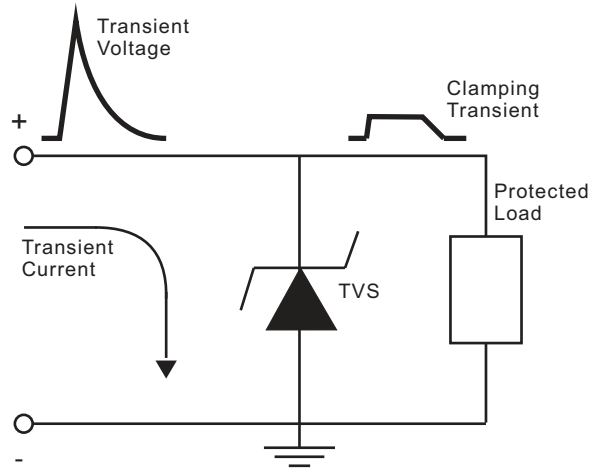 Transient
Voltage
Clamping
Transient
+
Protected
Load
Transient
Current
TVS
-